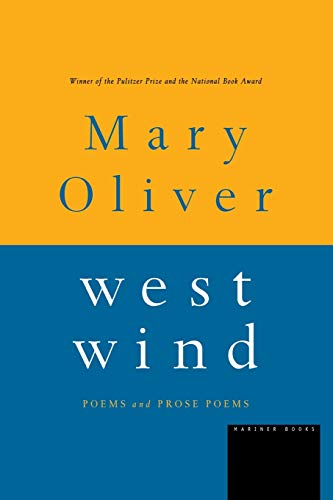 Winner of the Pulitzer Prize and the National Book Award
Mary
Oliver
west
wind
POEMS and PROSE POEMS
MARINER BOOKS